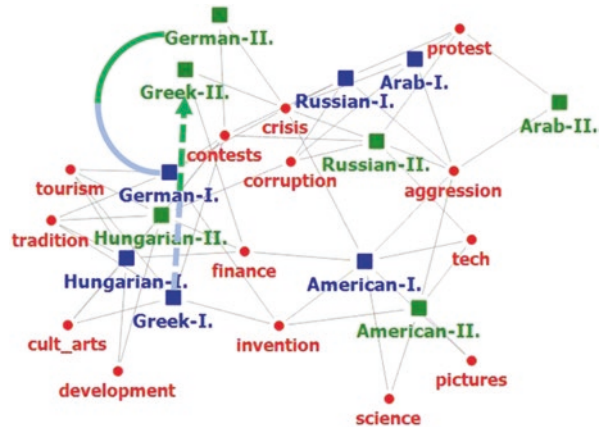 German-II.
protest
Greek-II.
Arab-I.
Russian-I.
crisis
Arab-II.
contests
Russian-II.
corruption
tourism
German-I.
aggression
tradition
Hungarian-II.
finance
tech
Hungarian-I.
American-I.
Greek-I.
cult_arts
invention
American-II.
development
pictures
science